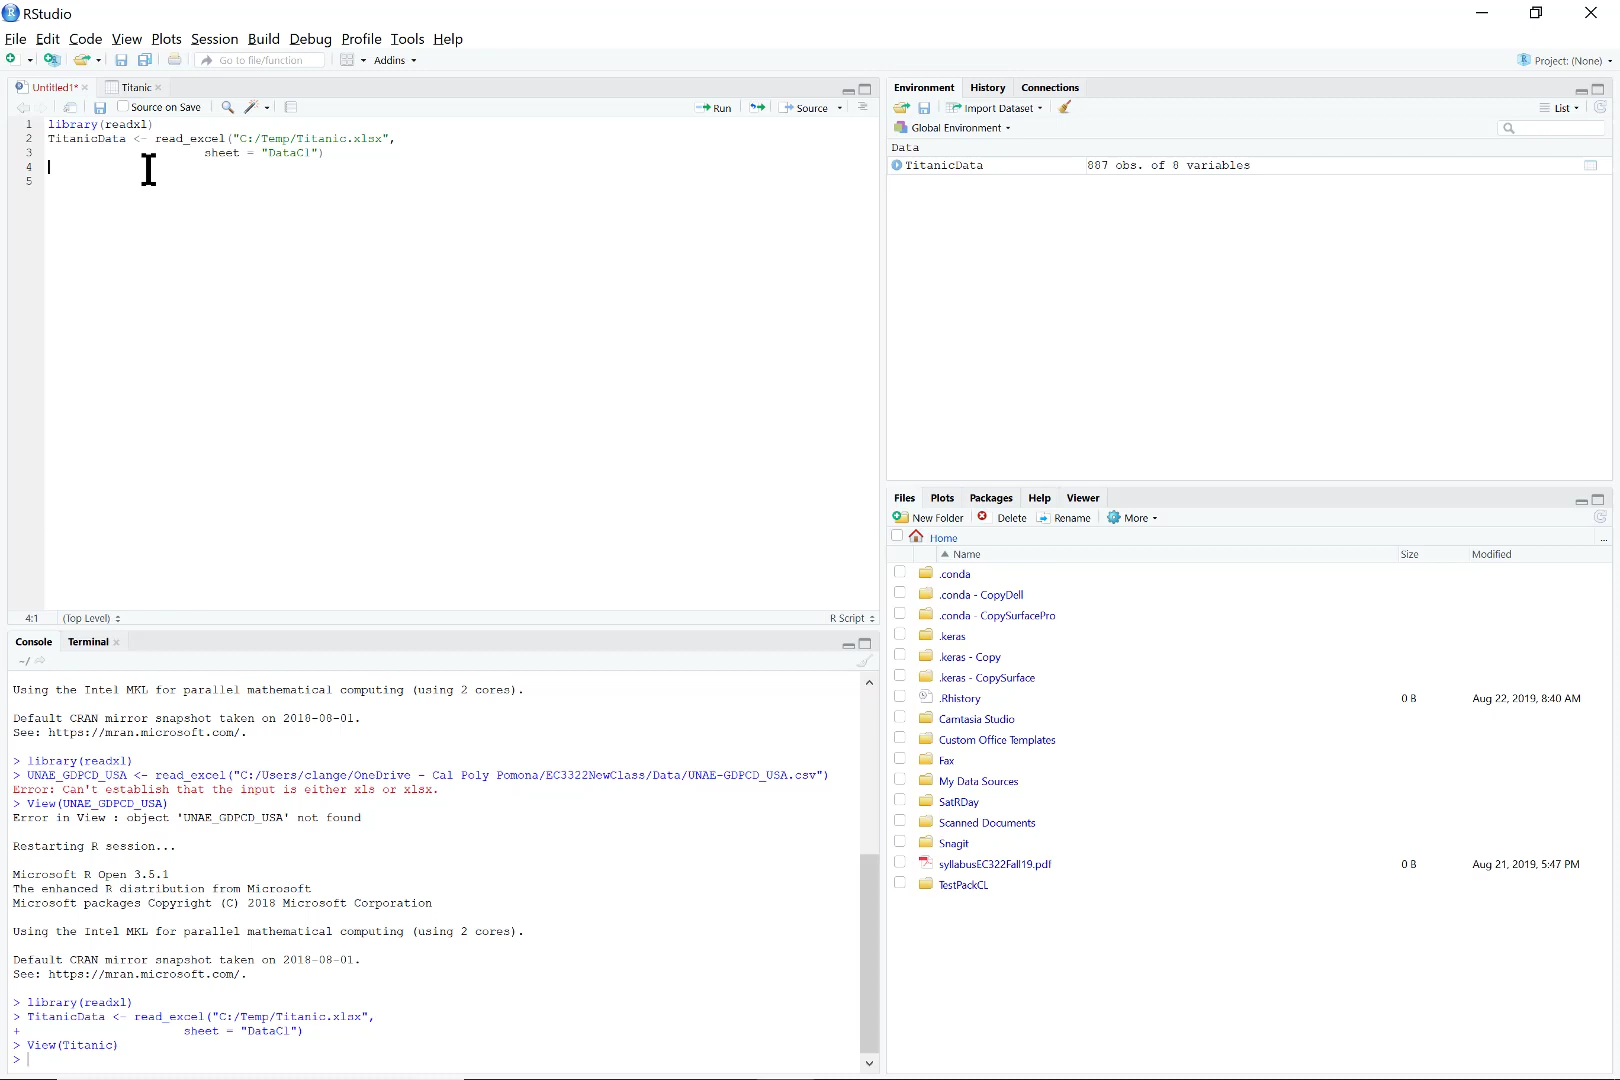 RStudio
File Edit Code View Plots Session Build Debug Profile Tools Help
Go to file/function Addins Project: (None)
Untitled1* Titanic
Source on Save Run Source
1 library(readxl)
2 TitanicData <- read_excel("C:/Temp/Titanic.xlsx",
3 sheet = "DataCl")
4
5
4:1 (Top Level) R Script
Console Terminal
~/
Using the Intel MKL for parallel mathematical computing (using 2 cores).
Default CRAN mirror snapshot taken on 2018-08-01.
See: https://mran.microsoft.com/.
> library(readxl)
> UNAE_GDPCD_USA <- read_excel("C:/Users/clange/OneDrive - Cal Poly Pomona/EC3322NewClass/Data/UNAE-GDPCD_USA.csv")
Error: Can't establish that the input is either xls or xlsx.
> View(UNAE_GDPCD_USA)
Error in View : object 'UNAE_GDPCD_USA' not found
Restarting R session...
Microsoft R Open 3.5.1
The enhanced R distribution from Microsoft
Microsoft packages Copyright (C) 2018 Microsoft Corporation
Using the Intel MKL for parallel mathematical computing (using 2 cores).
Default CRAN mirror snapshot taken on 2018-08-01.
See: https://mran.microsoft.com/.
> library(readxl)
> TitanicData <- read_excel("C:/Temp/Titanic.xlsx",
+ sheet = "DataCl")
> View(Titanic)
>
Environment History Connections
Import Dataset List
Global Environment
Data
TitanicData 887 obs. of 8 variables
Files Plots Packages Help Viewer
New Folder Delete Rename More
Home ...
Name Size Modified
.conda
.conda - CopyDell
.conda - CopySurfacePro
.keras
.keras - Copy
.keras - CopySurface
.Rhistory 0 B Aug 22, 2019, 8:40 AM
Camtasia Studio
Custom Office Templates
Fax
My Data Sources
SatRDay
Scanned Documents
Snagit
syllabusEC322Fall19.pdf 0 B Aug 21, 2019, 5:47 PM
TestPackCL